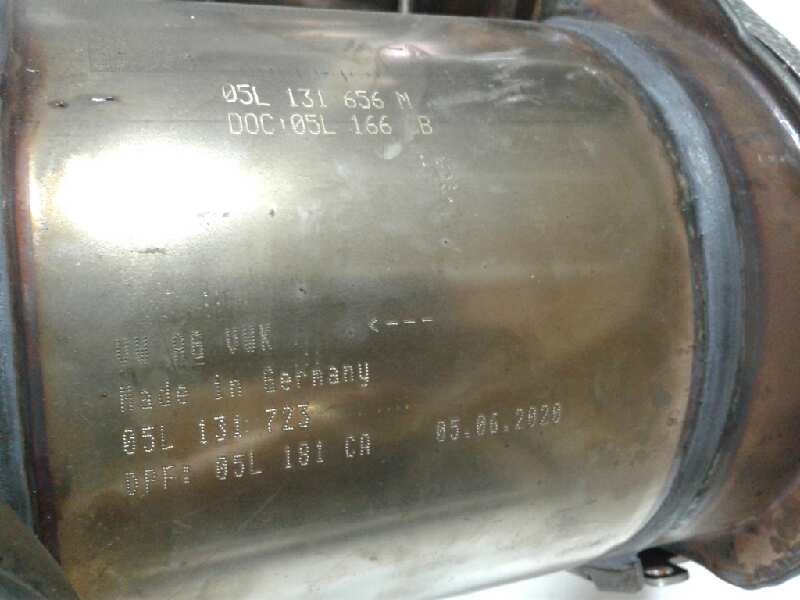 05L 131 656 M
DOC:05L 166 B
<---
VW AG VWK
Made in Germany
05L 131 723
DPF: 05L 181 CA
05.06.2020